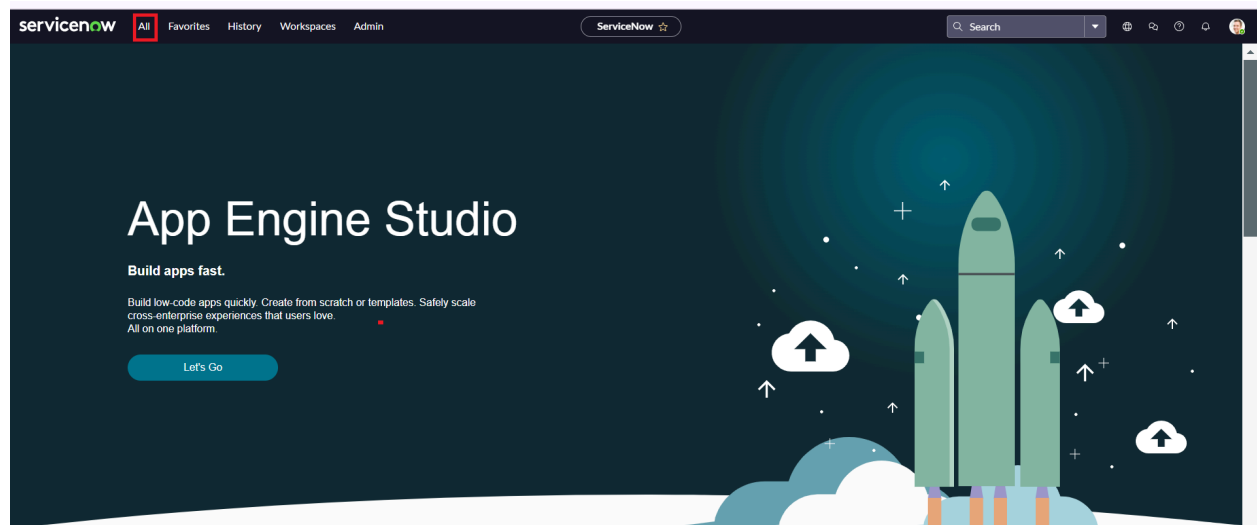 servicenow All Favorites History Workspaces Admin ServiceNow Search
App Engine Studio
Build apps fast.
Build low-code apps quickly. Create from scratch or templates. Safely scale
cross-enterprise experiences that users love.
All on one platform.
Let's Go